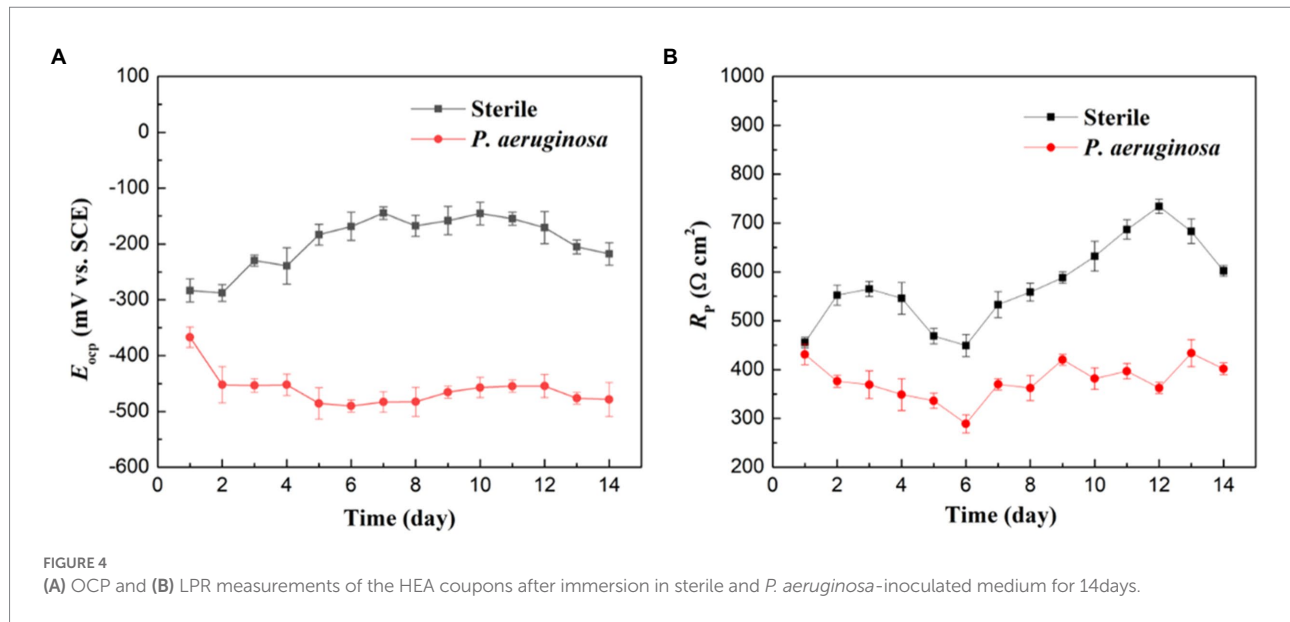 A
100
0
-100
-200
-300
-400
-500
-600
0 2 4 6 8 10 12 14
E_ocp (mV vs. SCE)
Time (day)
Sterile
P. aeruginosa
B
1000
900
800
700
600
500
400
300
200
0 2 4 6 8 10 12 14
R_P (Ω cm²)
Time (day)
Sterile
P. aeruginosa
FIGURE 4
(A) OCP and (B) LPR measurements of the HEA coupons after immersion in sterile and P. aeruginosa-inoculated medium for 14days.